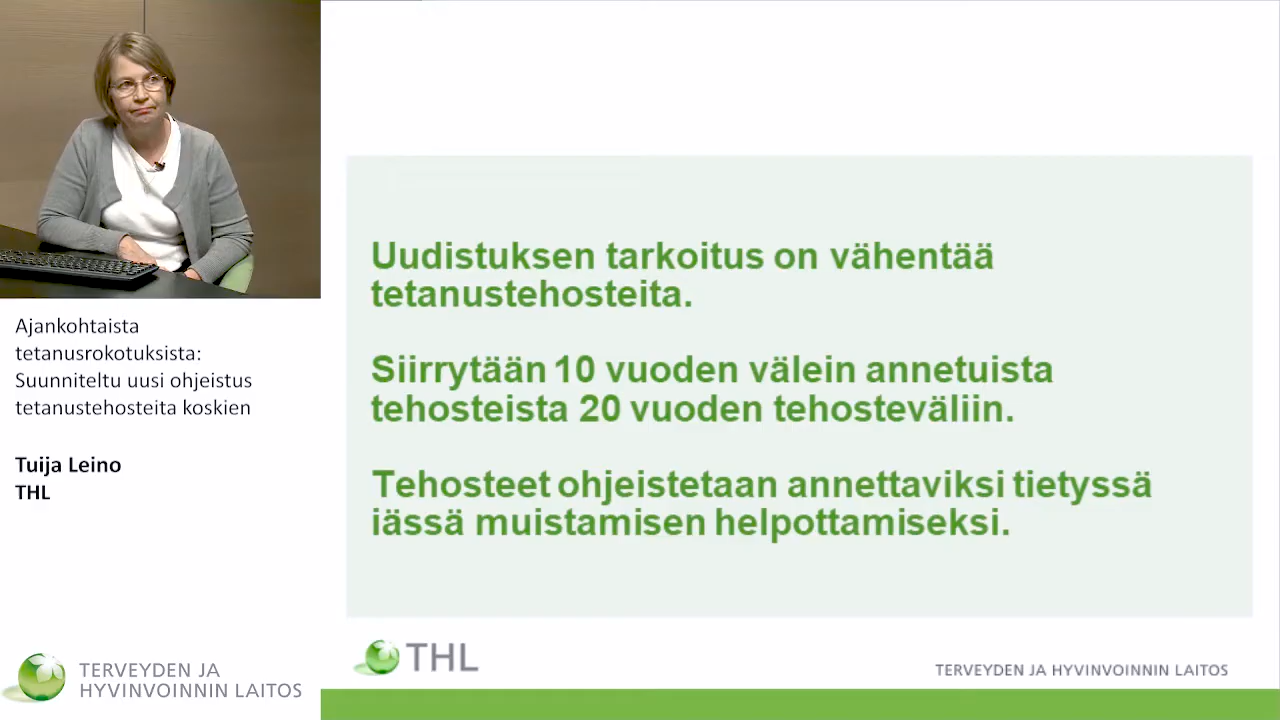 Ajankohtaista
tetanusrokotuksista:
Suunniteltu uusi ohjeistus
tetanustehosteita koskien
Tuija Leino
THL
TERVEYDEN JA
HYVINVOINNIN LAITOS
Uudistuksen tarkoitus on vähentää
tetanustehosteita.
Siirrytään 10 vuoden välein annetuista
tehosteista 20 vuoden tehosteväliin.
Tehosteet ohjeistetaan annettaviksi tietyssä
iässä muistamisen helpottamiseksi.
THL
TERVEYDEN JA HYVINVOINNIN LAITOS